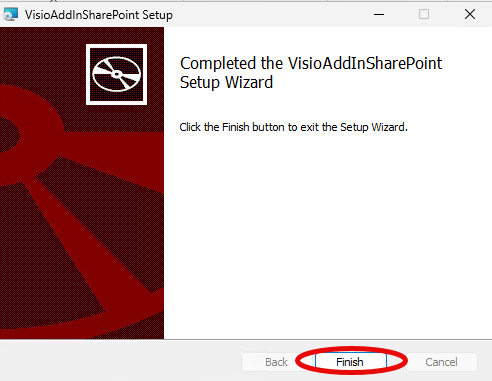 VisioAddInSharePoint Setup
Completed the VisioAddInSharePoint
Setup Wizard
Click the Finish button to exit the Setup Wizard.
Back
Finish
Cancel